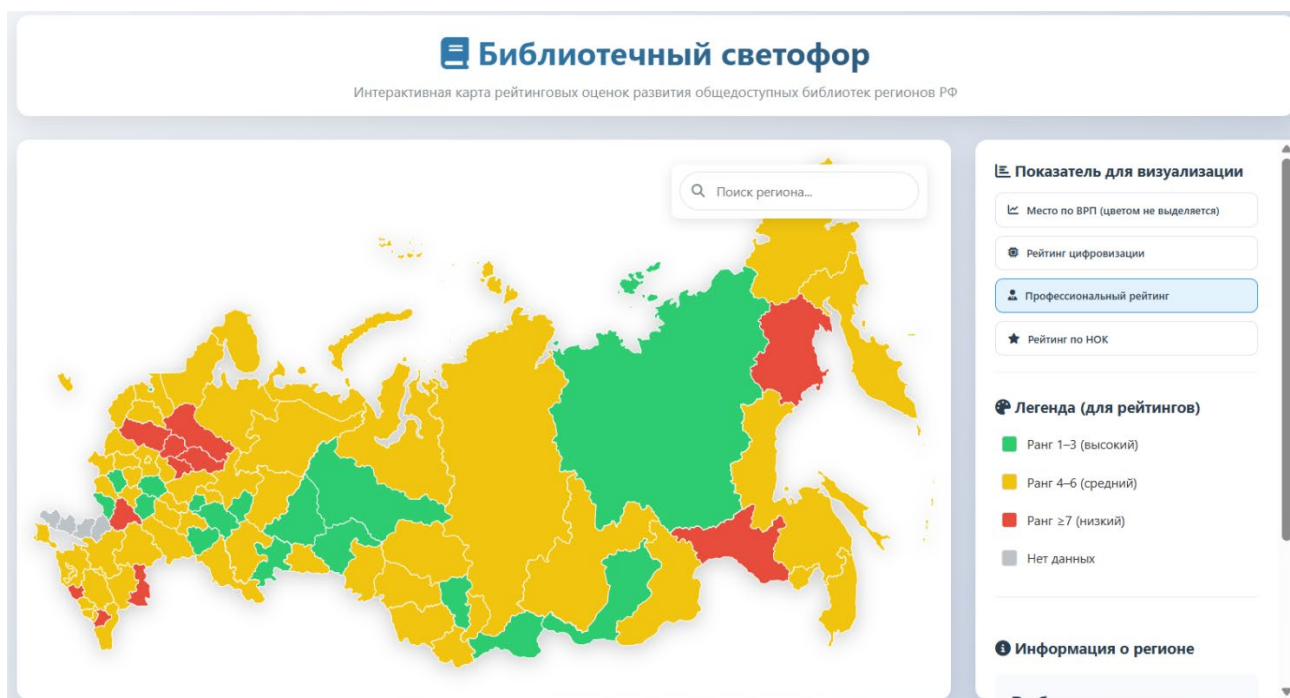 Библиотечный светофор
Интерактивная карта рейтинговых оценок развития общедоступных библиотек регионов РФ
Поиск региона...
Показатель для визуализации
Место по ВРП (цветом не выделяется)
Рейтинг цифровизации
Профессиональный рейтинг
Рейтинг по НОК
Легенда (для рейтингов)
Ранг 1–3 (высокий)
Ранг 4–6 (средний)
Ранг ≥7 (низкий)
Нет данных
Информация о регионе